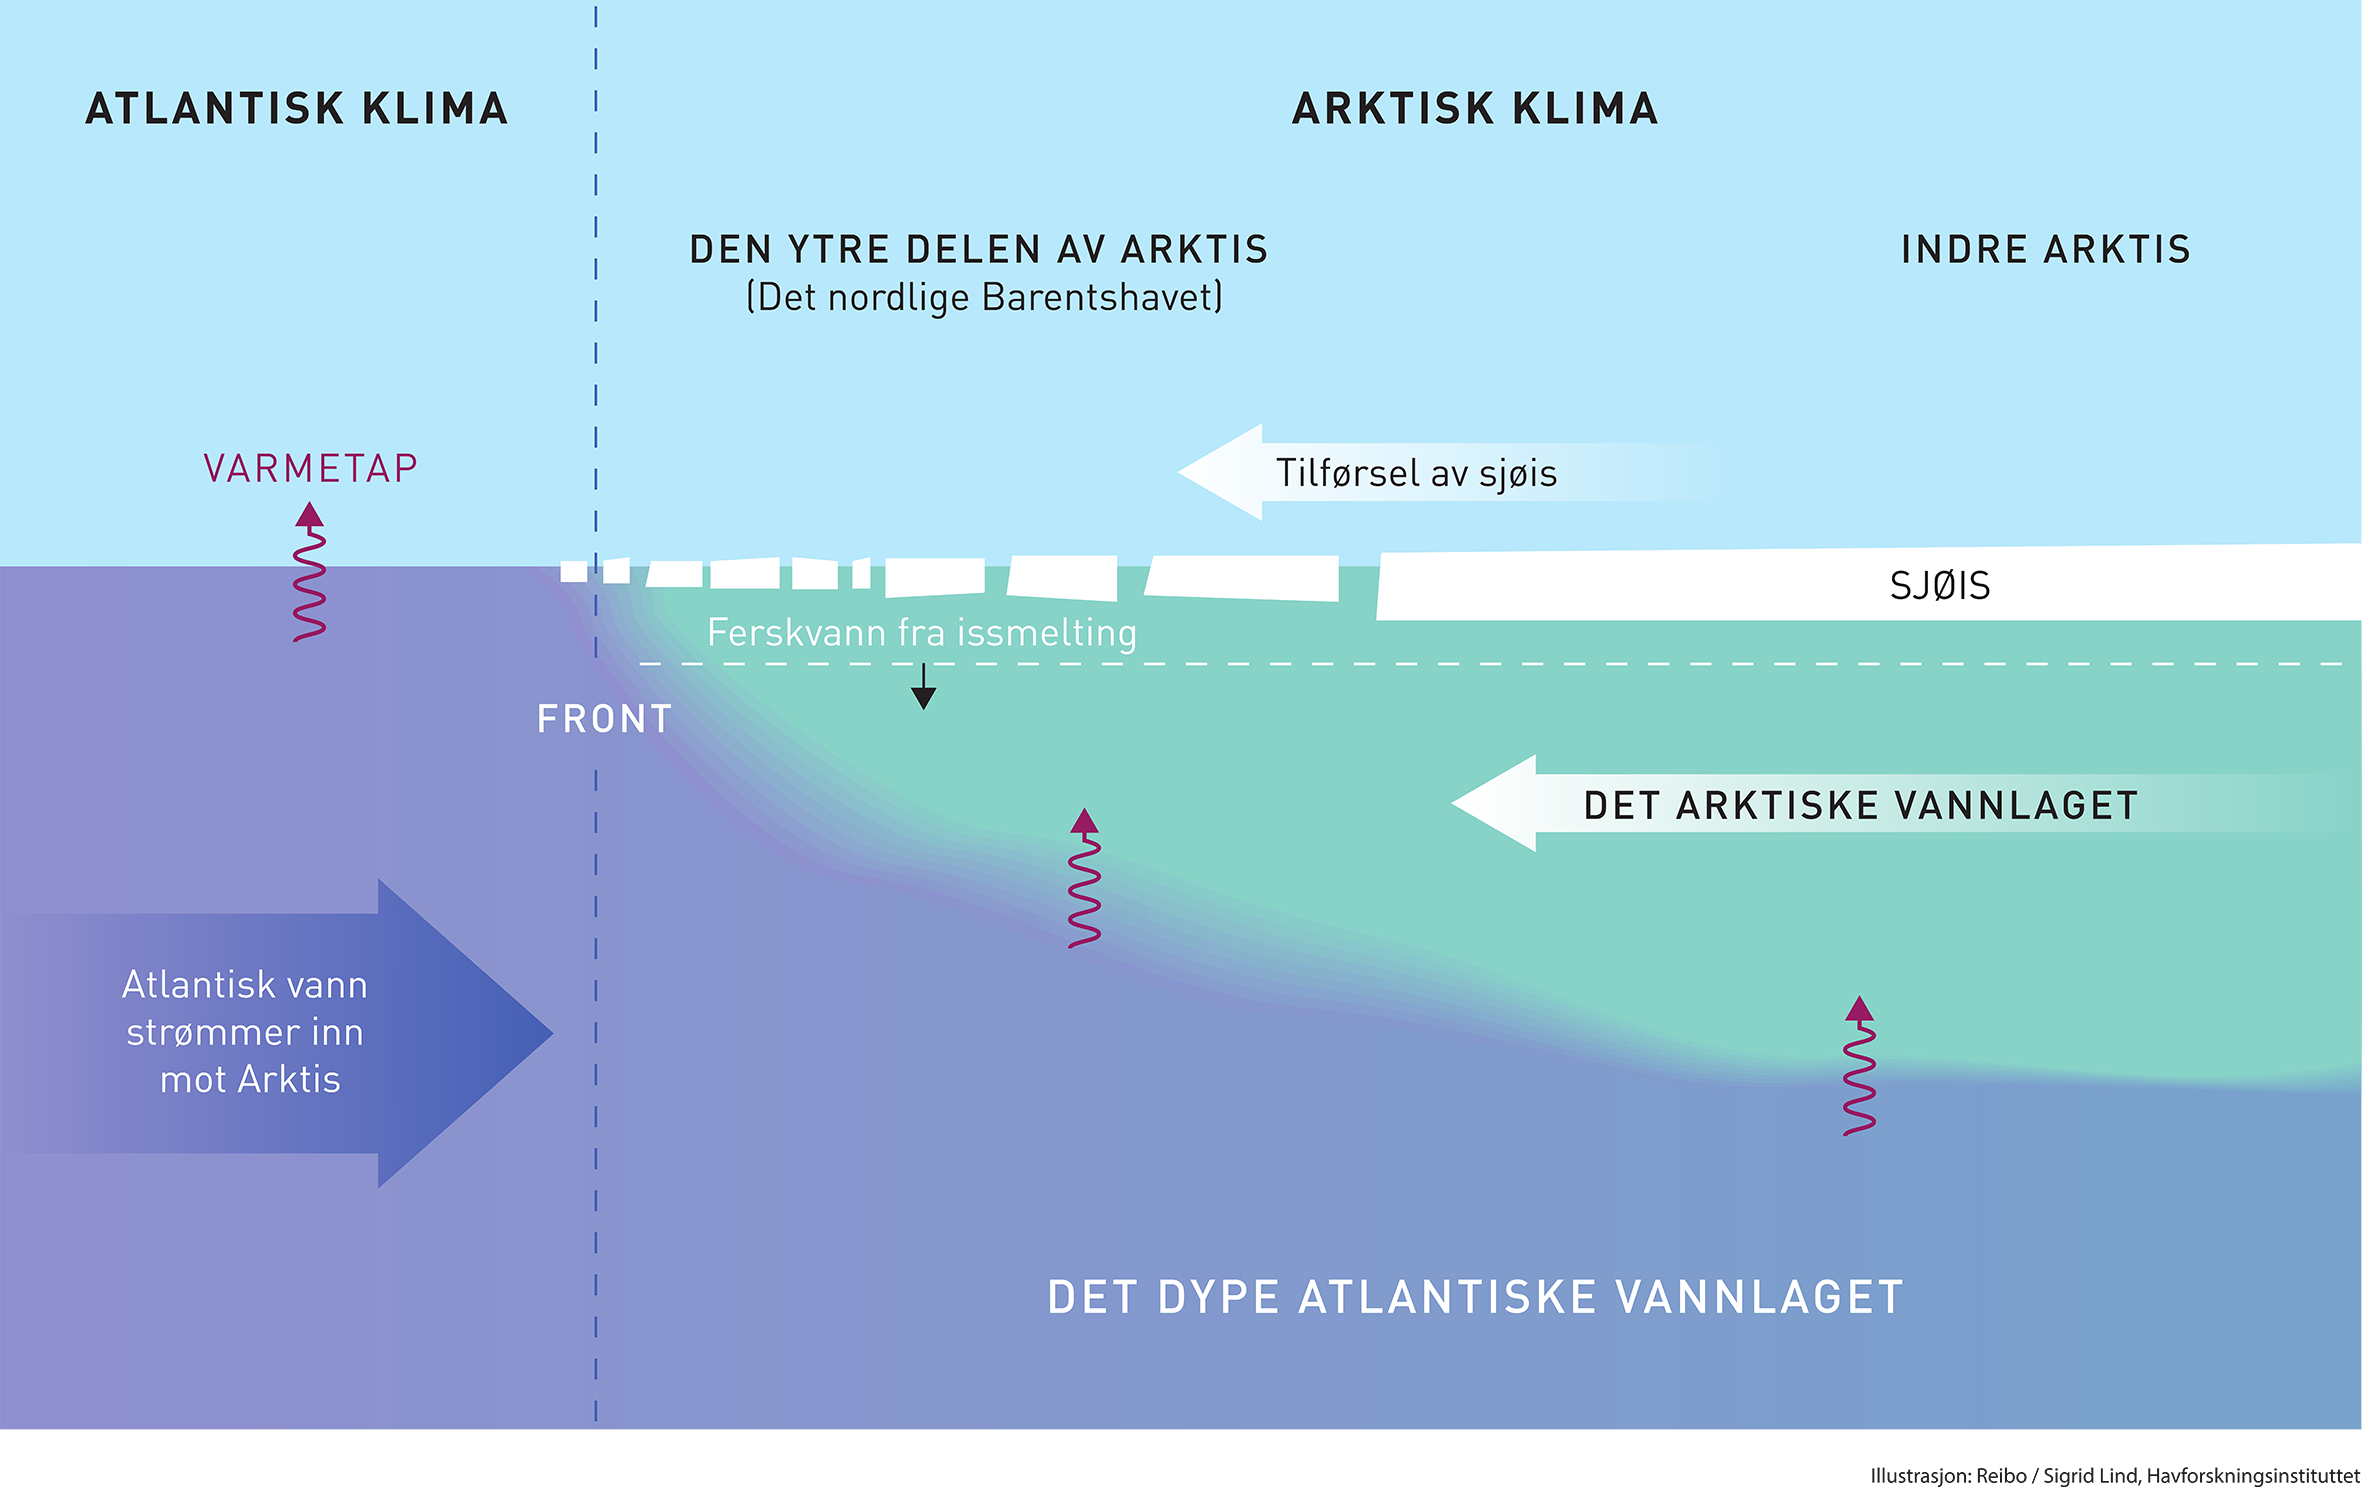 ATLANTISK KLIMA
ARKTISK KLIMA
DEN YTRE DELEN AV ARKTIS
(Det nordlige Barentshavet)
INDRE ARKTIS
VARMETAP
Tilførsel av sjøis
SJØIS
Ferskvann fra issmelting
FRONT
DET ARKTISKE VANNLAGET
Atlantisk vann
strømmer inn
mot Arktis
DET DYPE ATLANTISKE VANNLAGET
Illustrasjon: Reibo / Sigrid Lind, Havforskningsinstituttet